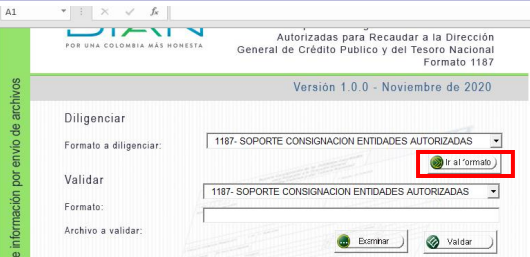 A1
fx
DIAN
POR UNA COLOMBIA MÁS HONESTA
Autorizadas para Recaudar a la Dirección
General de Crédito Publico y del Tesoro Nacional
Formato 1187
Versión 1.0.0 - Noviembre de 2020
e información por envío de archivos
Diligenciar
Formato a diligenciar:
1187- SOPORTE CONSIGNACION ENTIDADES AUTORIZADAS
Ir al formato
Validar
1187- SOPORTE CONSIGNACION ENTIDADES AUTORIZADAS
Formato:
Archivo a validar:
Examinar
Validar